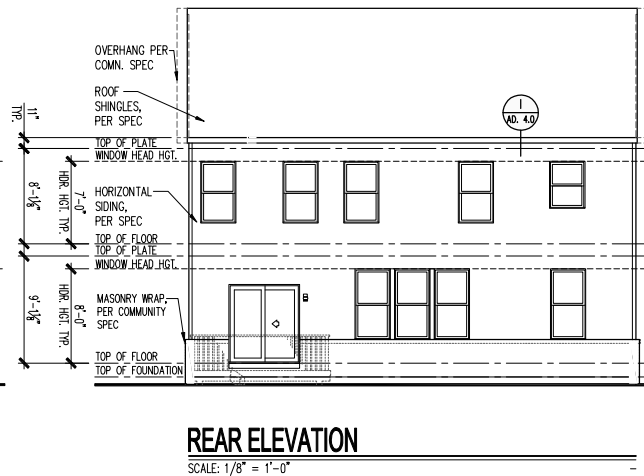 OVERHANG PER
COMN. SPEC
ROOF
SHINGLES,
PER SPEC
1
AD. 4.0
11"
TYP.
TOP OF PLATE
WINDOW HEAD HGT.
8'-1⅛"
7'-0"
HDR. HGT. TYP.
HORIZONTAL
SIDING,
PER SPEC
TOP OF FLOOR
TOP OF PLATE
WINDOW HEAD HGT.
9'-1⅛"
8'-0"
HDR. HGT. TYP.
MASONRY WRAP,
PER COMMUNITY
SPEC
TOP OF FLOOR
TOP OF FOUNDATION
REAR ELEVATION
SCALE: 1/8" = 1'-0"